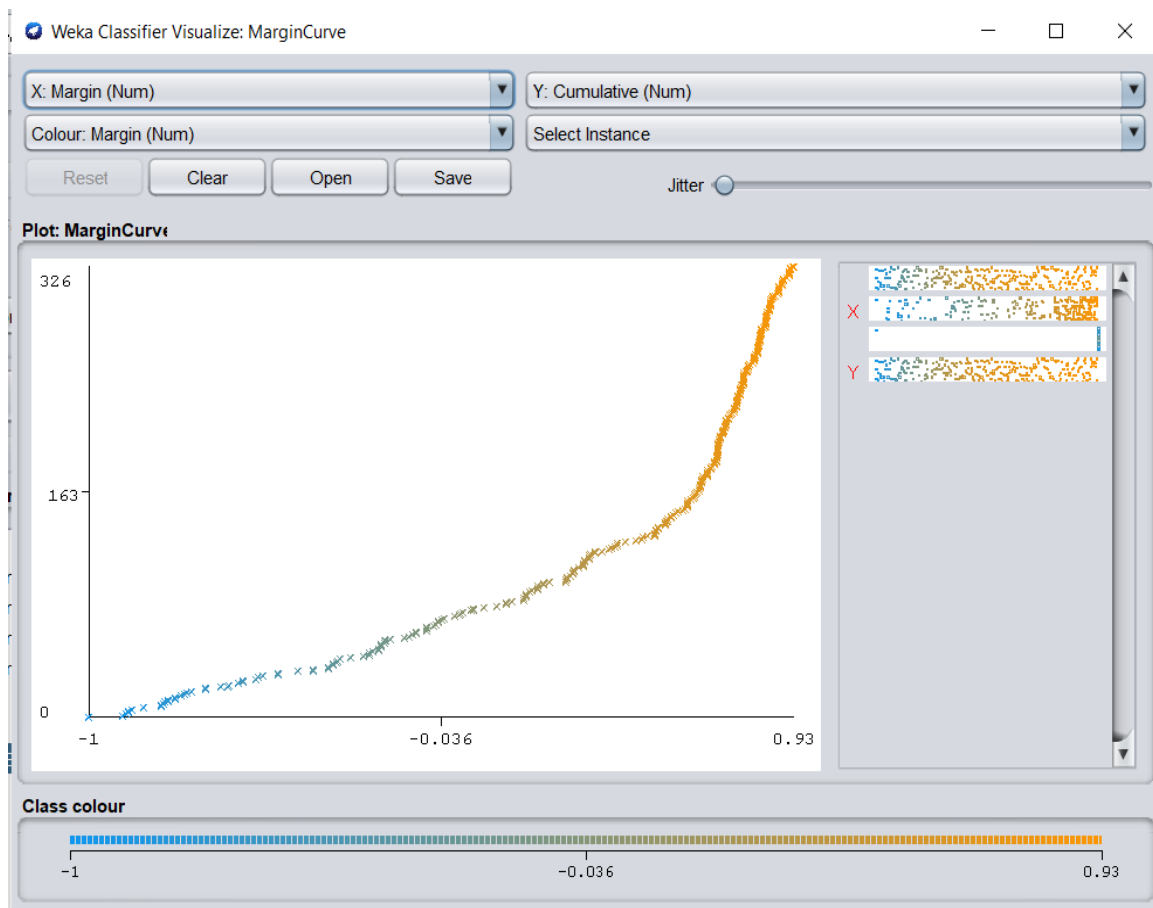 Weka Classifier Visualize: MarginCurve
X: Margin (Num)
Y: Cumulative (Num)
Colour: Margin (Num)
Select Instance
Reset
Clear
Open
Save
Jitter
Plot: MarginCurve
326
163
0
-1
-0.036
0.93
X
Y
Class colour
-1
-0.036
0.93